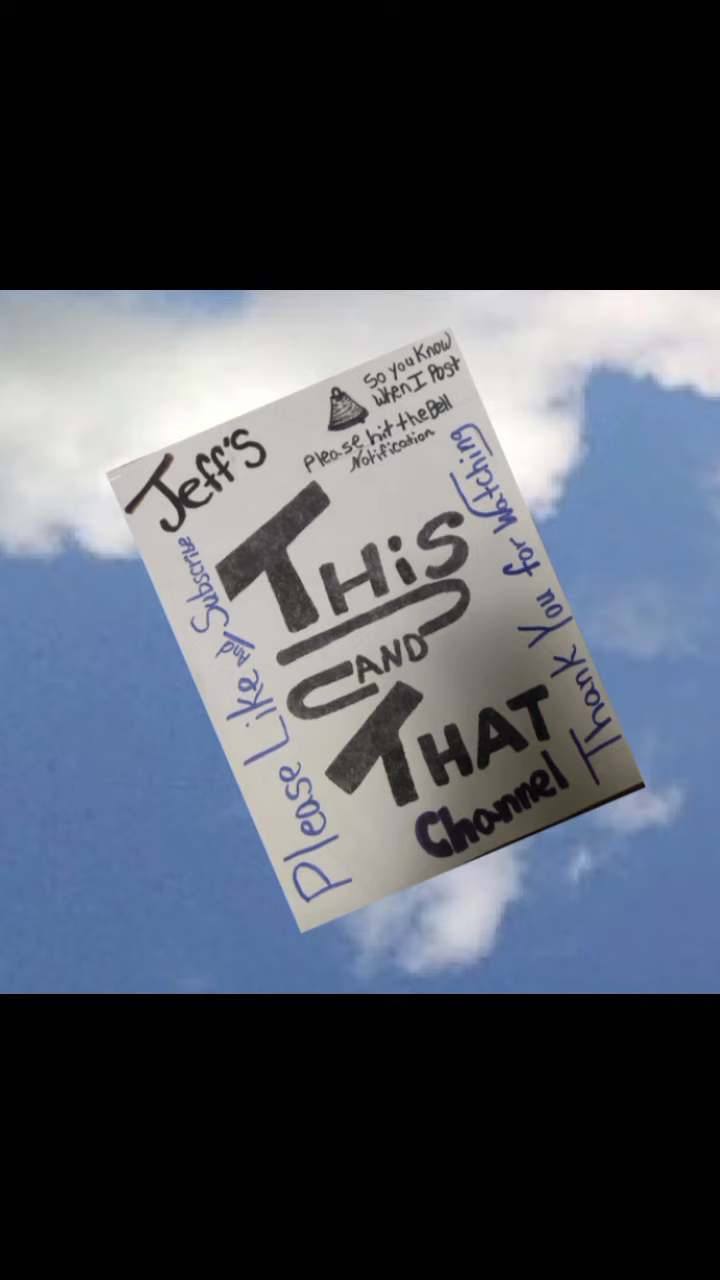 Jeff's
So you Know
When I Post
Please hit the Bell
Notification
THiS
AND
THAT
Channel
Please Like and Subscribe
Thank You for Watching